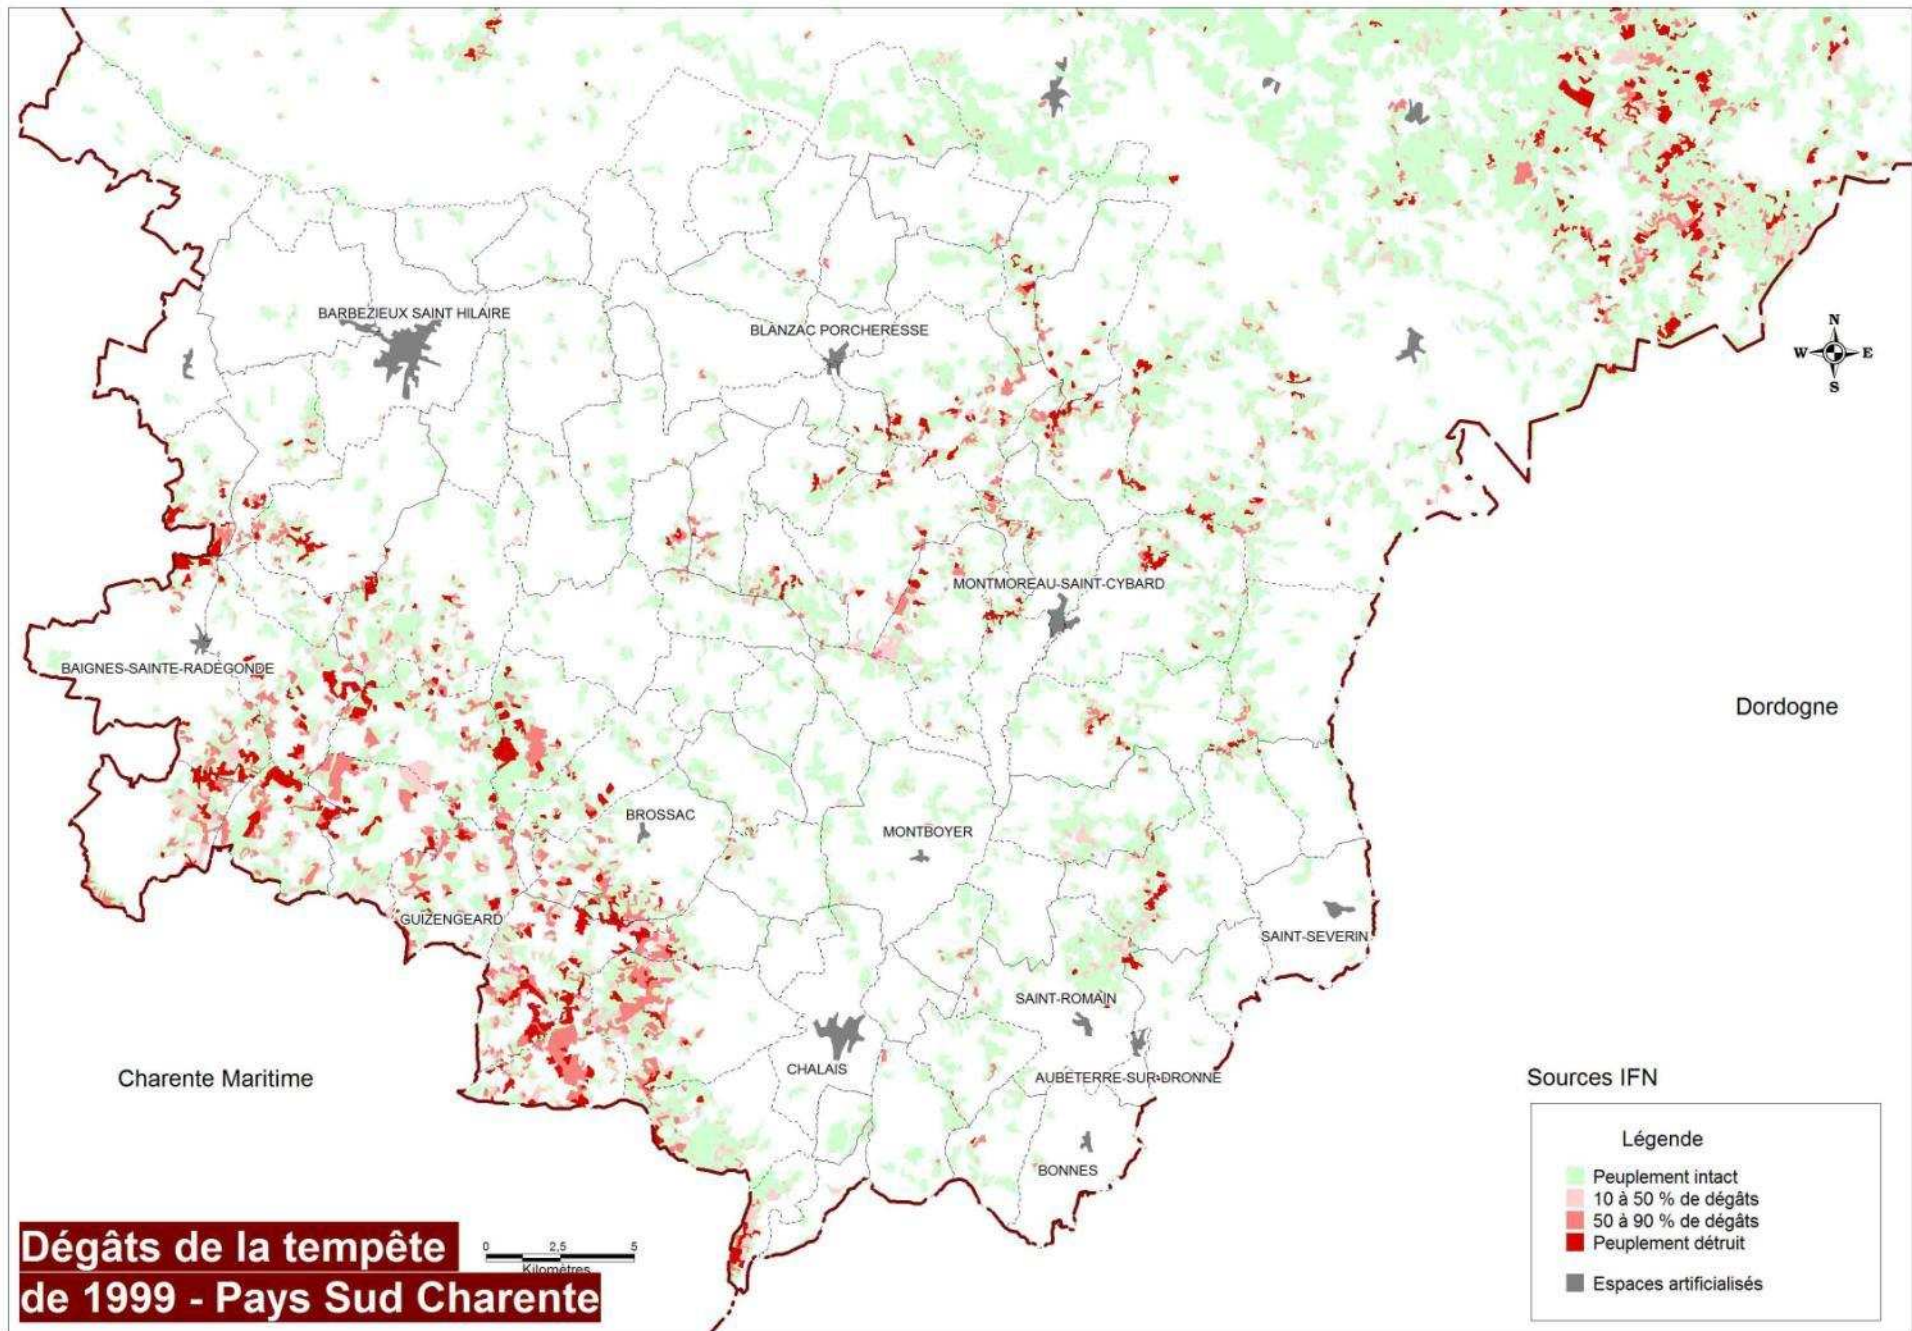 BARBEZIEUX SAINT HILAIRE
BLANZAC PORCHERESSE
N
W E
S
MONTMOREAU-SAINT-CYBARD
BAIGNES-SAINTE-RADEGONDE
Dordogne
BROSSAC
MONTBOYER
GUIZENGEARD
SAINT-SEVERIN
SAINT-ROMAIN
CHALAIS
AUBETERRE-SUR-DRONNE
Charente Maritime
BONNES
Sources IFN
Légende
Peuplement intact
10 à 50 % de dégâts
50 à 90 % de dégâts
Peuplement détruit
Espaces artificialisés
Dégâts de la tempête
de 1999 - Pays Sud Charente
0 2,5 5
Kilomètres